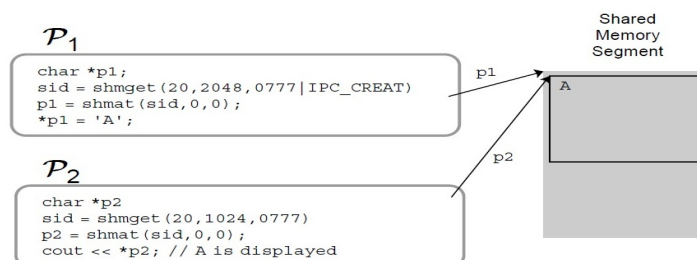 P1
char *p1;
sid = shmget(20,2048,0777|IPC_CREAT)
p1 = shmat(sid,0,0);
*p1 = 'A';
p1
Shared
Memory
Segment
A
p2
P2
char *p2
sid = shmget(20,1024,0777)
p2 = shmat(sid,0,0);
cout << *p2; // A is displayed